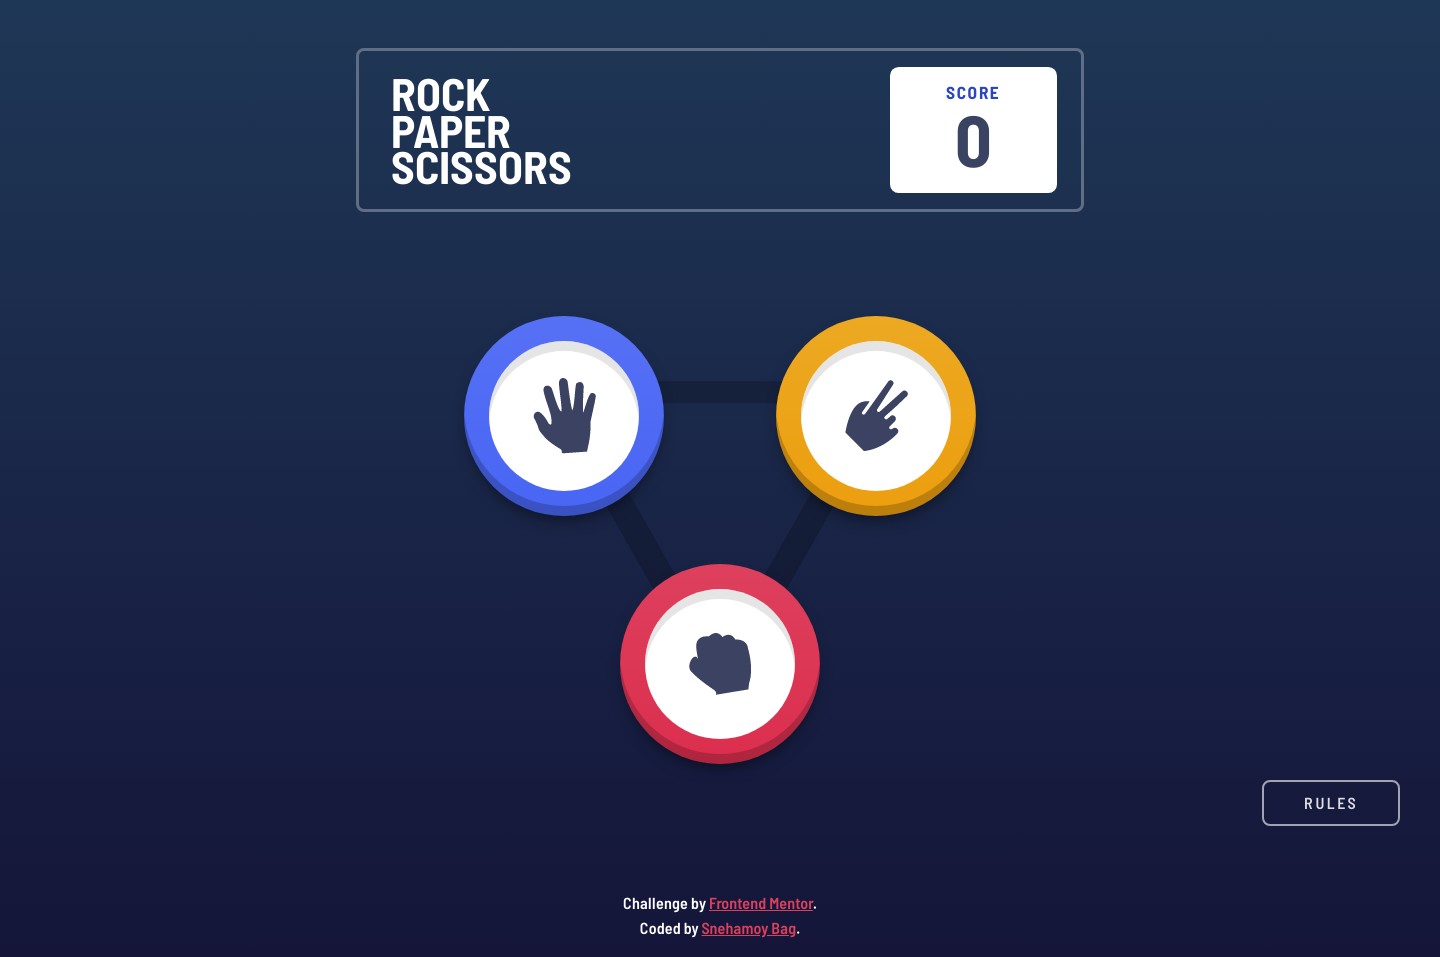 ROCK
PAPER
SCISSORS
SCORE
0
RULES
Challenge by Frontend Mentor.
Coded by Snehamoy Bag.